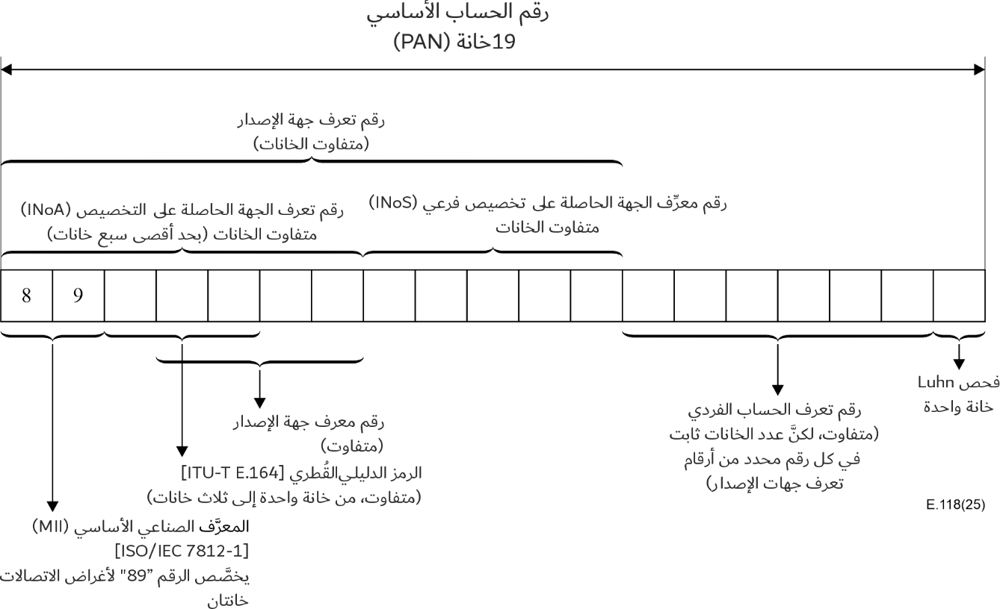 رقم الحساب الأساسي
19خانة (PAN)
رقم تعرف جهة الإصدار
(متفاوت الخانات)
رقم تعرف الجهة الحاصلة على التخصيص (INoA)
متفاوت الخانات (بحد أقصى سبع خانات)
رقم معرِّف الجهة الحاصلة على تخصيص فرعي (INoS)
متفاوت الخانات
8 9
فحص Luhn
خانة واحدة
رقم تعرف الحساب الفردي
(متفاوت، لكنَّ عدد الخانات ثابت
في كل رقم محدد من أرقام
تعرف جهات الإصدار)
رقم معرف جهة الإصدار
(متفاوت)
الرمز الدليلي القُطري [ITU-T E.164]
(متفاوت، من خانة واحدة إلى ثلاث خانات)
المعرَّف الصناعي الأساسي (MII)
[ISO/IEC 7812-1]
يخصَّص الرقم ”89" لأغراض الاتصالات
خانتان
E.118(25)